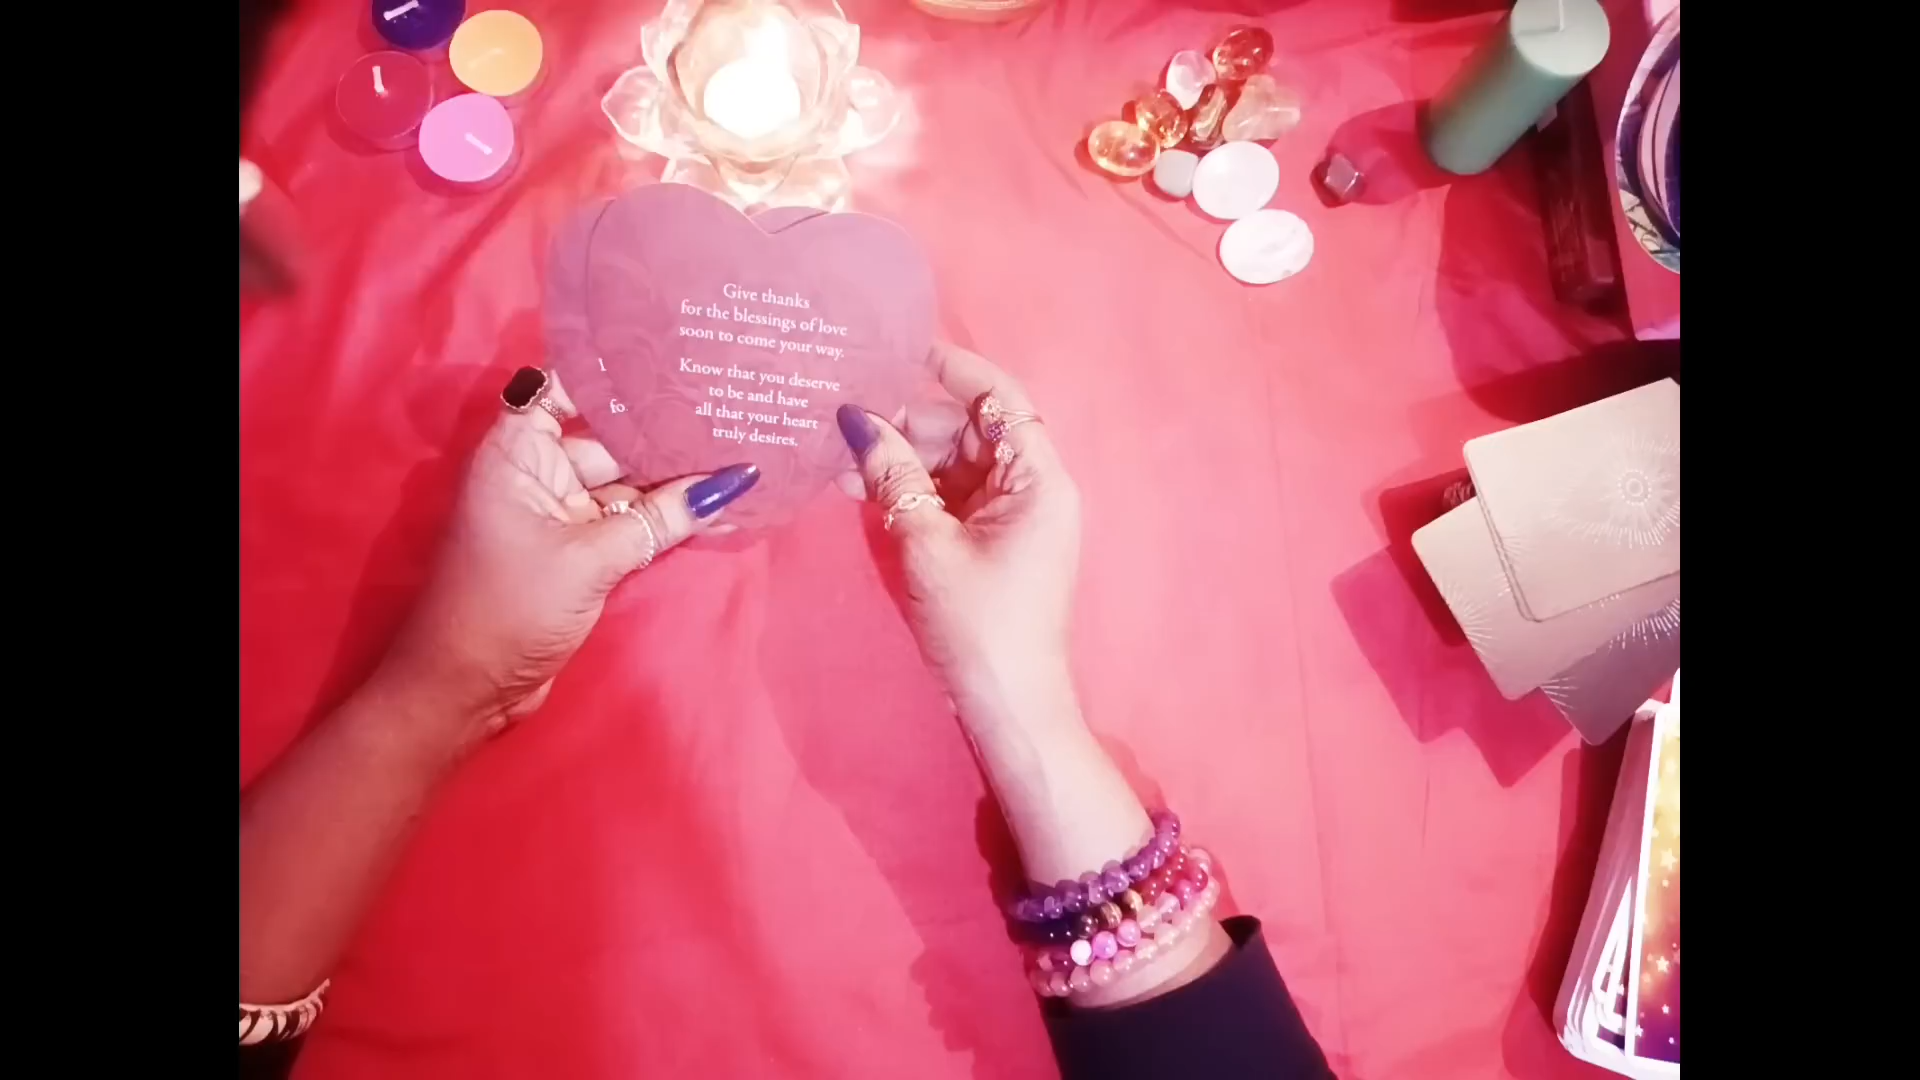 Give thanks
for the blessings of love
soon to come your way.
Know that you deserve
to be and have
all that your heart
truly desires.
I
fo